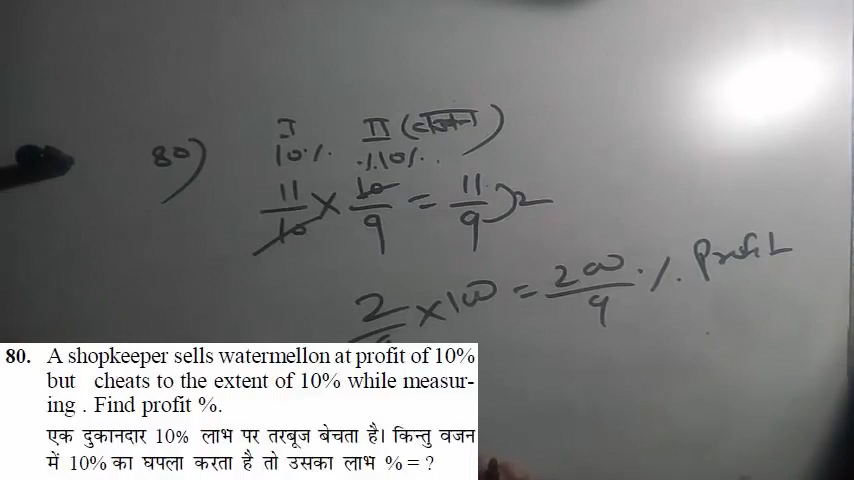 I II (वजन)
80) 10% 10%
11/10 × 10/9 = 11/9 ) 2
2/9 × 100 = 200/9 % Profit
80. A shopkeeper sells watermellon at profit of 10%
but cheats to the extent of 10% while measur-
ing . Find profit %.
एक दुकानदार 10% लाभ पर तरबूज बेचता है। किन्तु वजन
में 10% का घपला करता है तो उसका लाभ % = ?